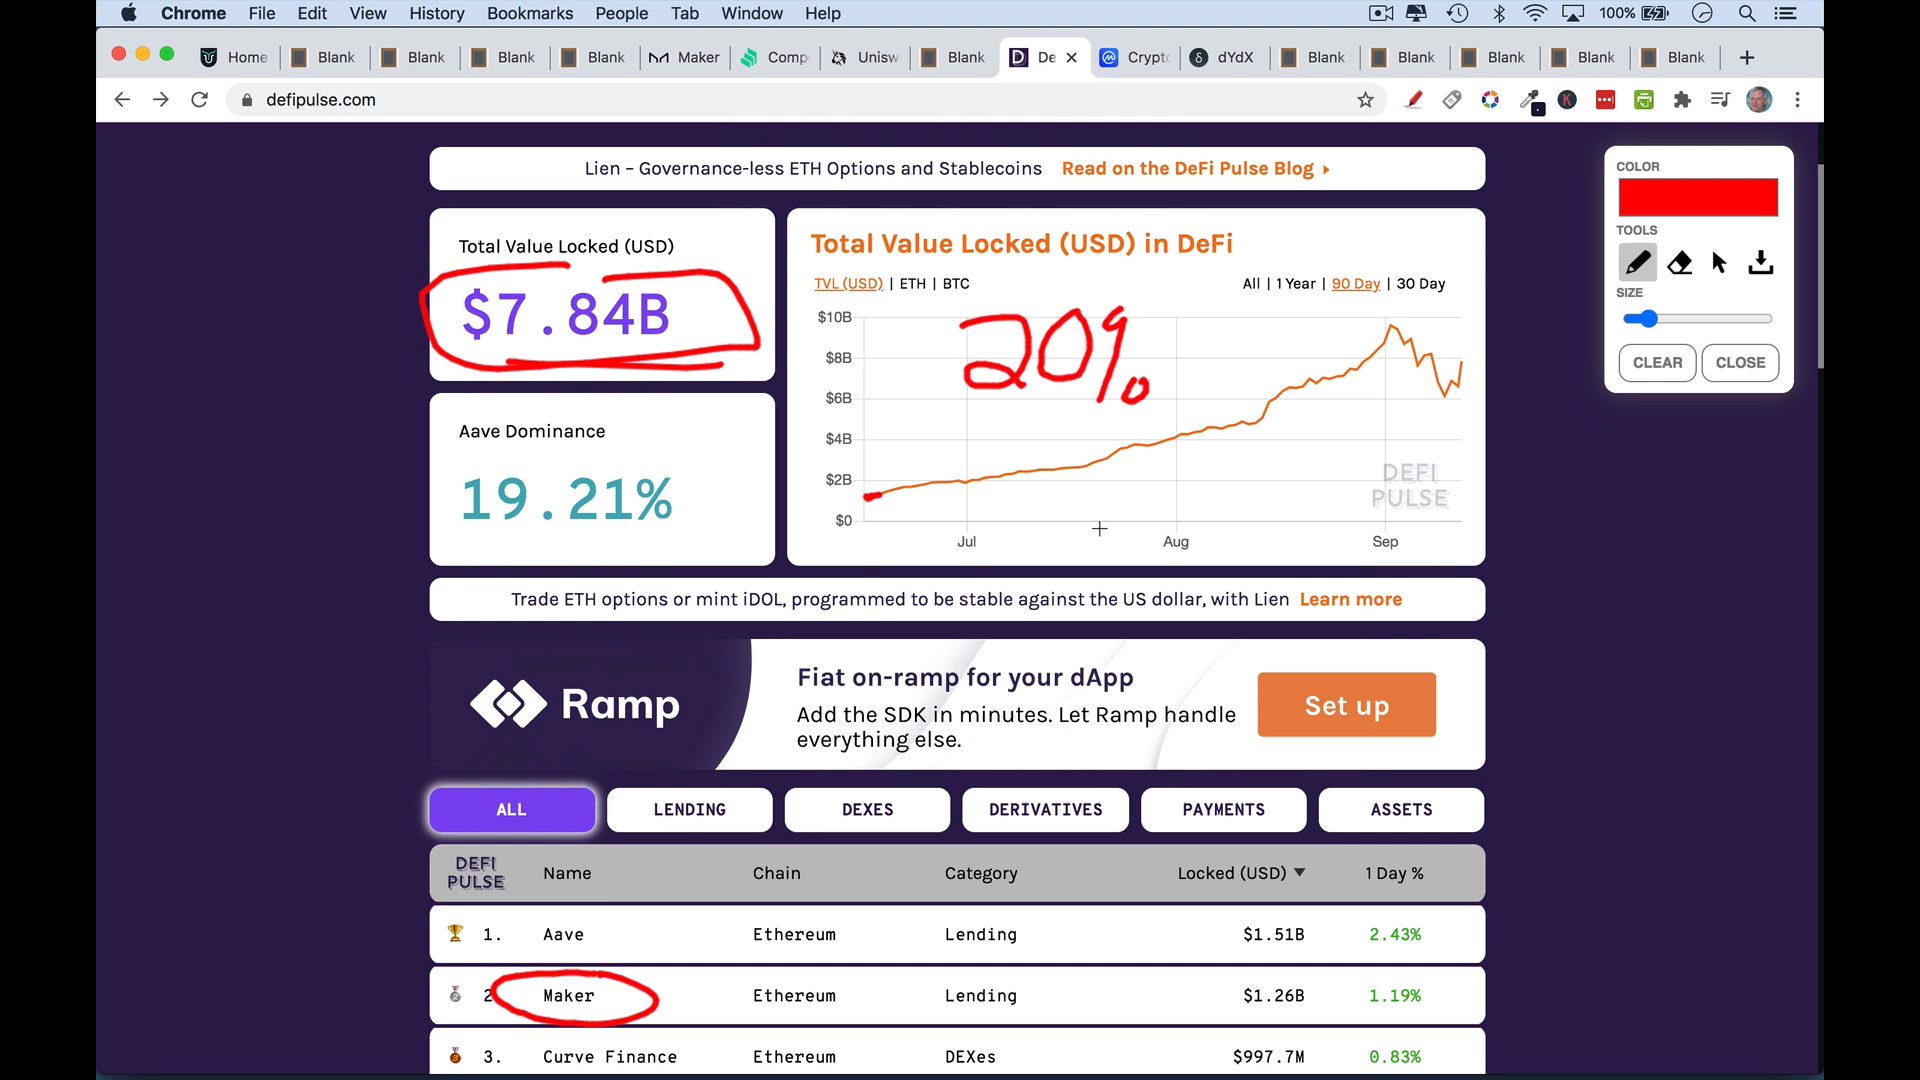 Chrome File Edit View History Bookmarks People Tab Window Help 100%
Home Blank Blank Blank Blank Maker Comp Unisw Blank De Crypto dYdX Blank Blank Blank Blank Blank
defipulse.com
Lien – Governance-less ETH Options and Stablecoins Read on the DeFi Pulse Blog
Total Value Locked (USD)
$7.84B
Aave Dominance
19.21%
Total Value Locked (USD) in DeFi
TVL (USD) | ETH | BTC All | 1 Year | 90 Day | 30 Day
20%
$10B
$8B
$6B
$4B
$2B
$0
Jul Aug Sep
DEFI
PULSE
COLOR
TOOLS
SIZE
CLEAR CLOSE
Trade ETH options or mint iDOL, programmed to be stable against the US dollar, with Lien Learn more
Ramp
Fiat on-ramp for your dApp
Add the SDK in minutes. Let Ramp handle
everything else.
Set up
ALL LENDING DEXES DERIVATIVES PAYMENTS ASSETS
DEFI
PULSE
Name Chain Category Locked (USD) 1 Day %
1. Aave Ethereum Lending $1.51B 2.43%
2 Maker Ethereum Lending $1.26B 1.19%
3. Curve Finance Ethereum DEXes $997.7M 0.83%